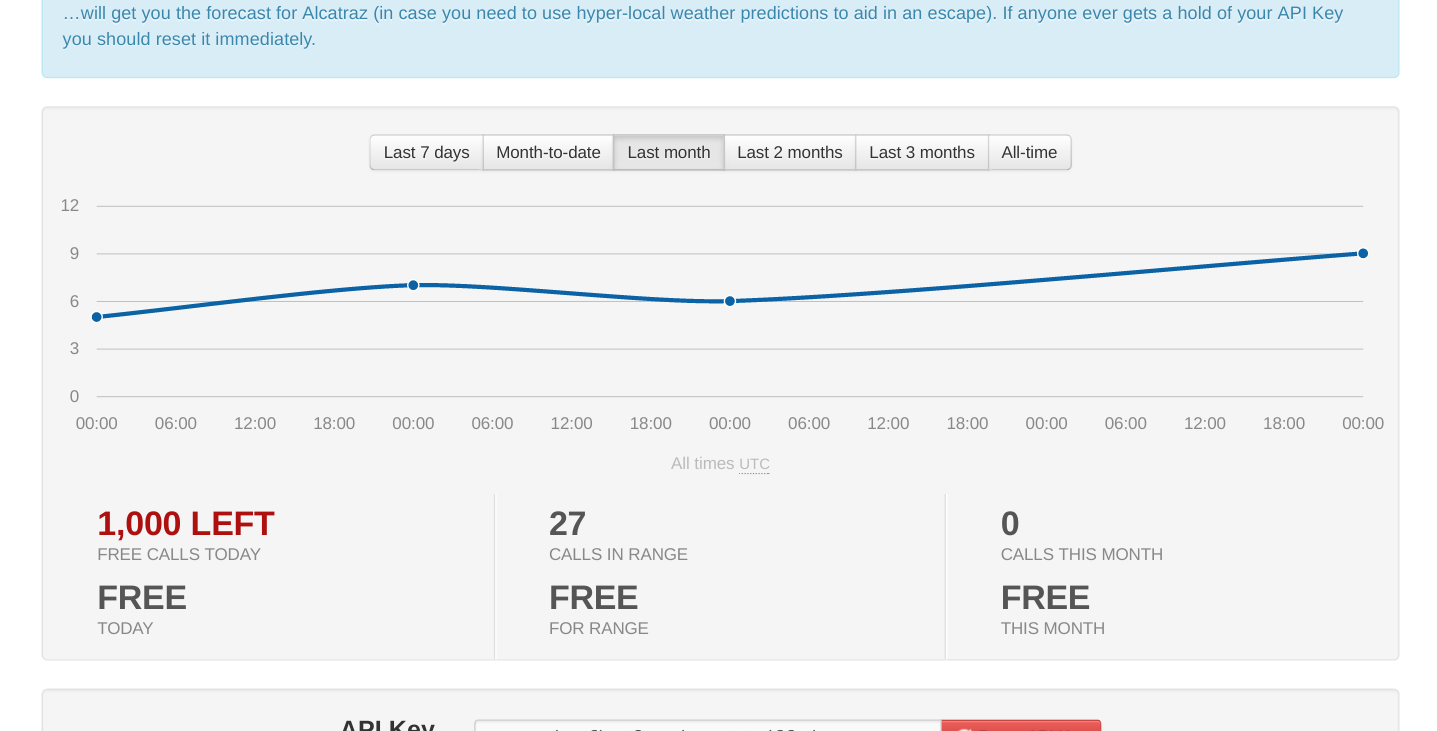 …will get you the forecast for Alcatraz (in case you need to use hyper-local weather predictions to aid in an escape). If anyone ever gets a hold of your API Key
you should reset it immediately.
Last 7 days Month-to-date Last month Last 2 months Last 3 months All-time
12
9
6
3
0
00:00 06:00 12:00 18:00 00:00 06:00 12:00 18:00 00:00 06:00 12:00 18:00 00:00 06:00 12:00 18:00 00:00
All times UTC
1,000 LEFT 27 0
FREE CALLS TODAY CALLS IN RANGE CALLS THIS MONTH
FREE FREE FREE
TODAY FOR RANGE THIS MONTH
API Key